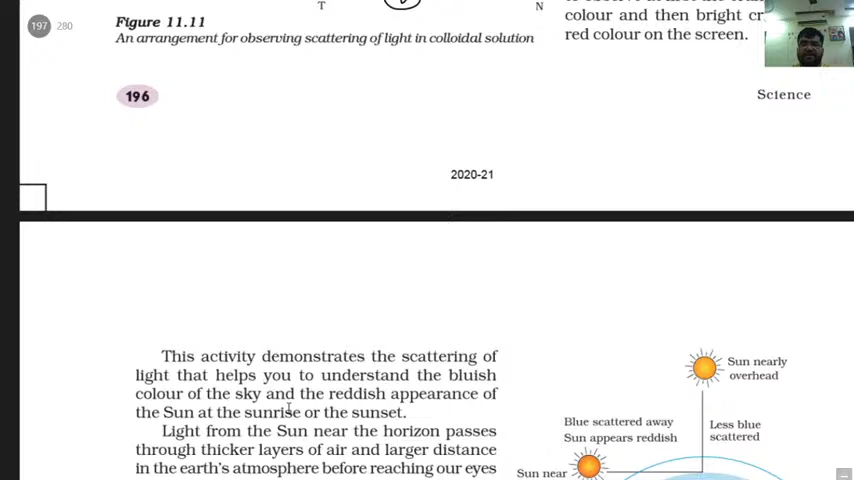 T
N
197 280
Figure 11.11
An arrangement for observing scattering of light in colloidal solution
colour and then bright cr
red colour on the screen.
196
Science
2020-21
This activity demonstrates the scattering of
light that helps you to understand the bluish
colour of the sky and the reddish appearance of
the Sun at the sunrise or the sunset.
Light from the Sun near the horizon passes
through thicker layers of air and larger distance
in the earth's atmosphere before reaching our eyes
Sun nearly
overhead
Blue scattered away
Sun appears reddish
Less blue
scattered
Sun near